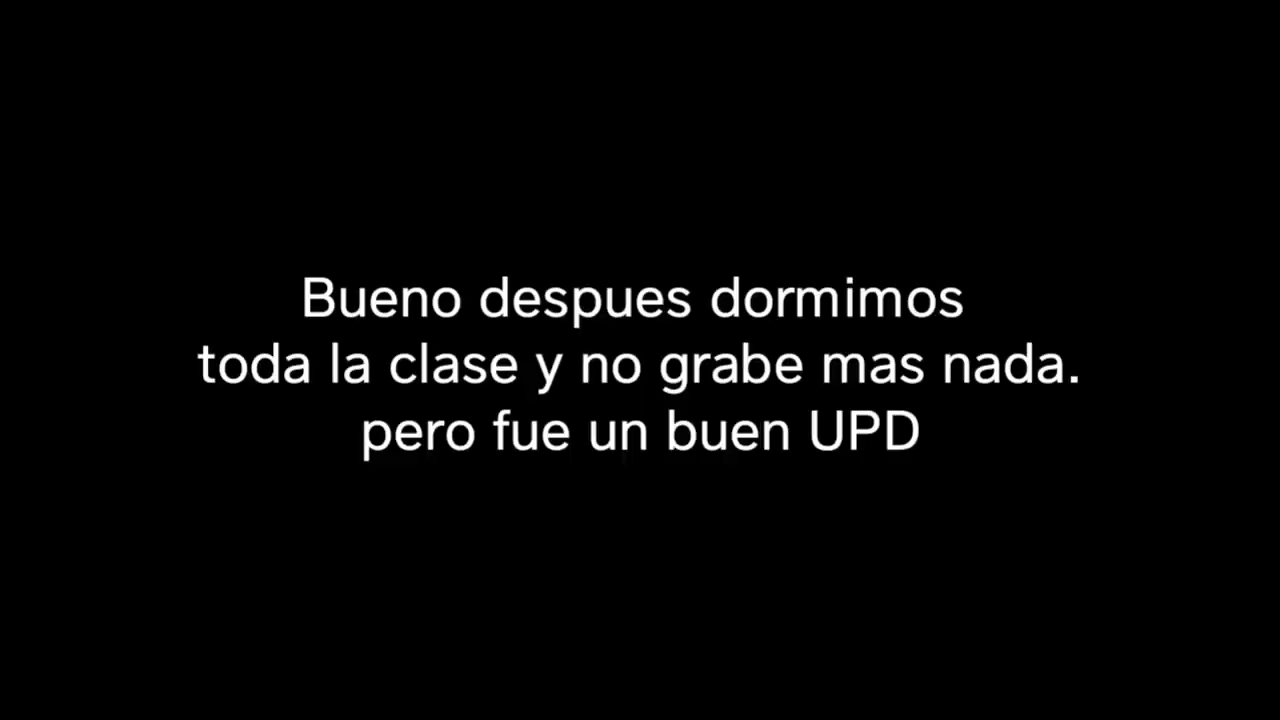 Bueno despues dormimos
toda la clase y no grabe mas nada.
pero fue un buen UPD